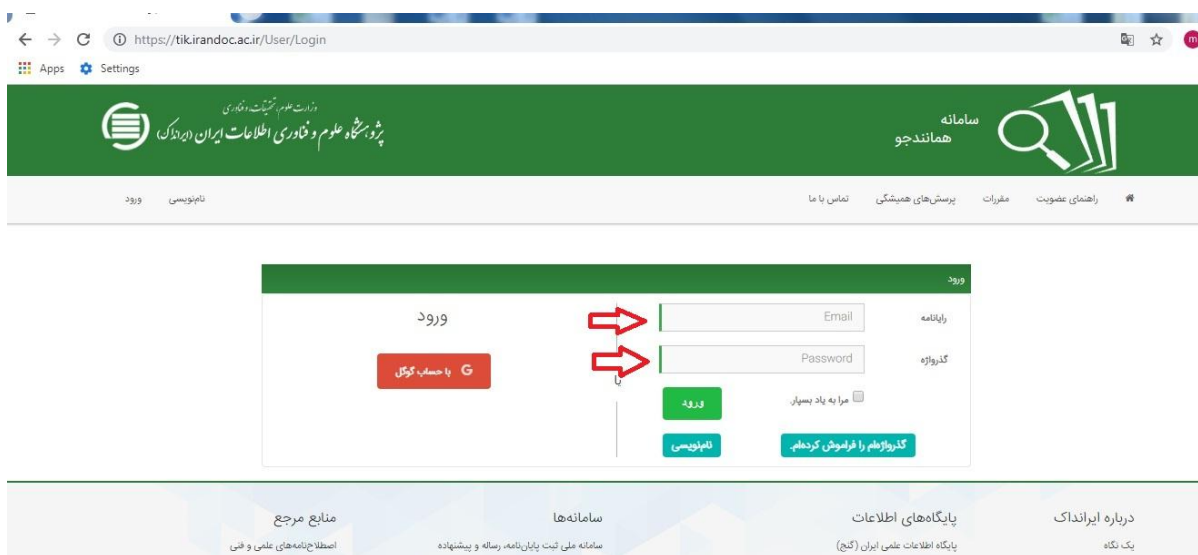 https://tik.irandoc.ac.ir/User/Login
Apps Settings
سامانه
همانندجو
وزارت علوم، تحقیقات و فناوری
پژوهشگاه علوم و فناوری اطلاعات ایران (ایرانداک)
راهنمای عضویت مقررات پرسش‌های همیشگی تماس با ما نام‌نویسی ورود
ورود
رایانامه Email
ورود
گذرواژه Password
با حساب گوگل G
یا
مرا به یاد بسپار. ورود
گذرواژه‌ام را فراموش کرده‌ام. نام‌نویسی
درباره ایرانداک پایگاه‌های اطلاعات سامانه‌ها منابع مرجع
یک نگاه پایگاه اطلاعات علمی ایران (گنج) سامانه ملی ثبت پایان‌نامه، رساله و پیشنهاده اصطلاح‌نامه‌های علمی و فنی